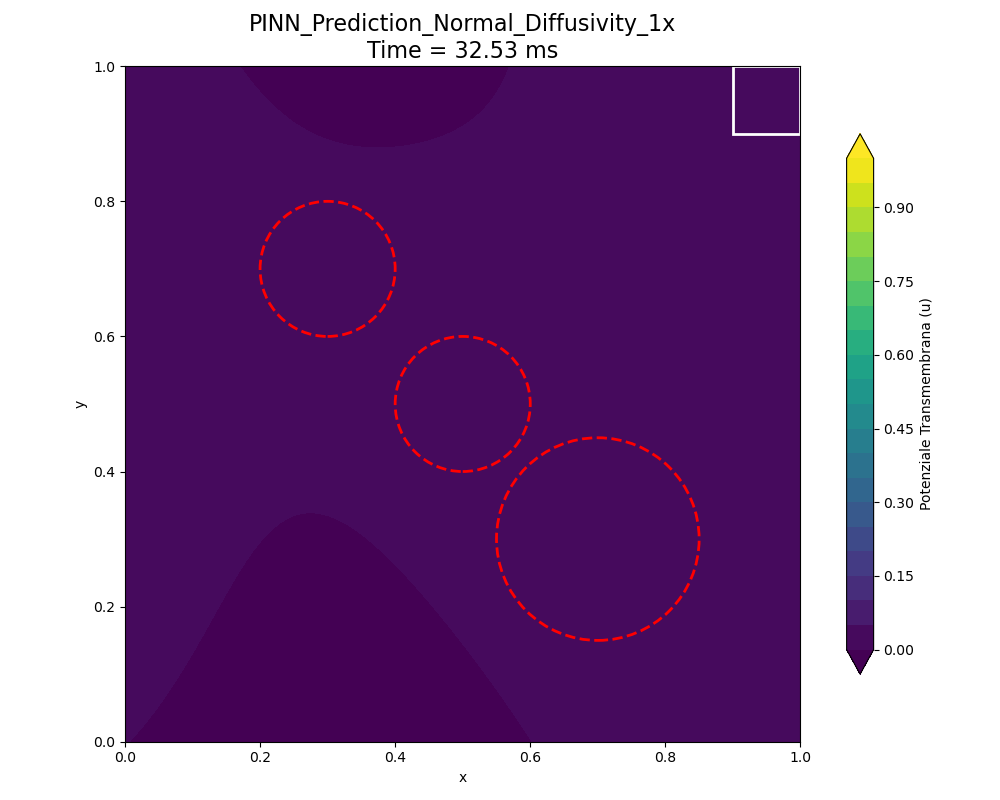 PINN_Prediction_Normal_Diffusivity_1x
Time = 32.53 ms
1.0
0.8
0.6
0.4
0.2
0.0
y
0.0 0.2 0.4 0.6 0.8 1.0
x
0.90
0.75
0.60
0.45
0.30
0.15
0.00
Potenziale Transmembrana (u)